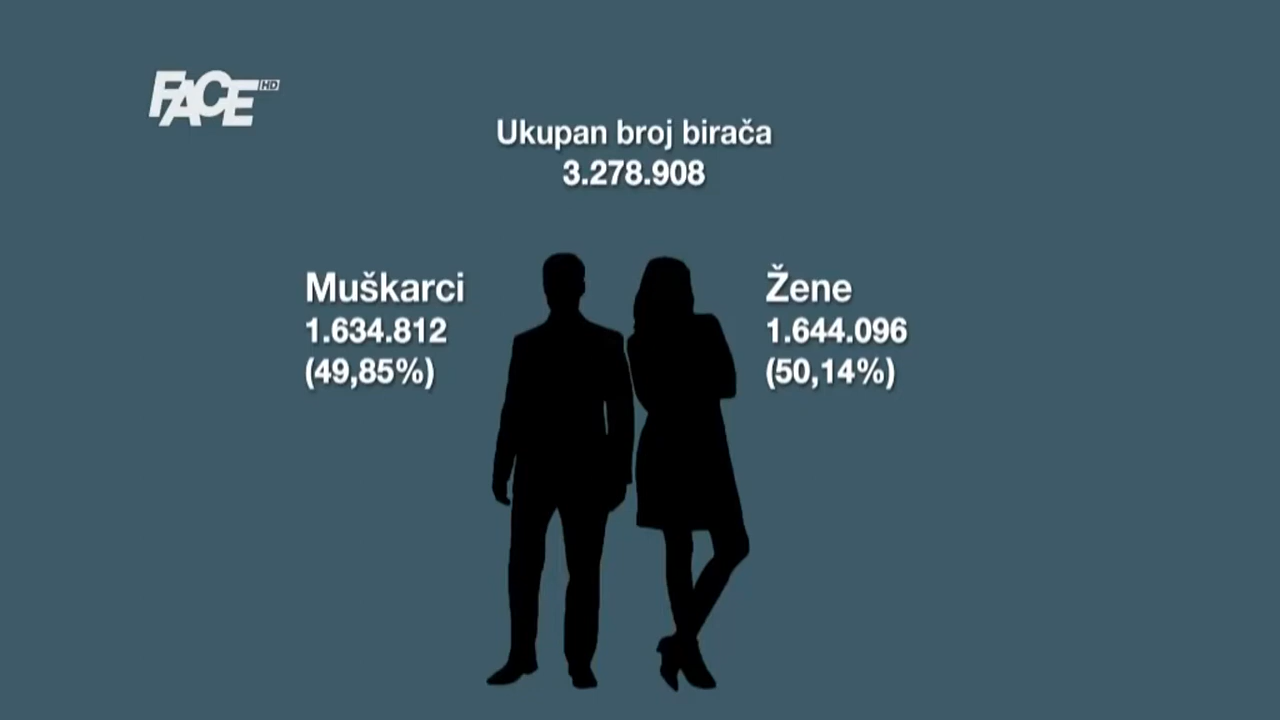 FACE HD
Ukupan broj birača
3.278.908
Muškarci
1.634.812
(49,85%)
Žene
1.644.096
(50,14%)